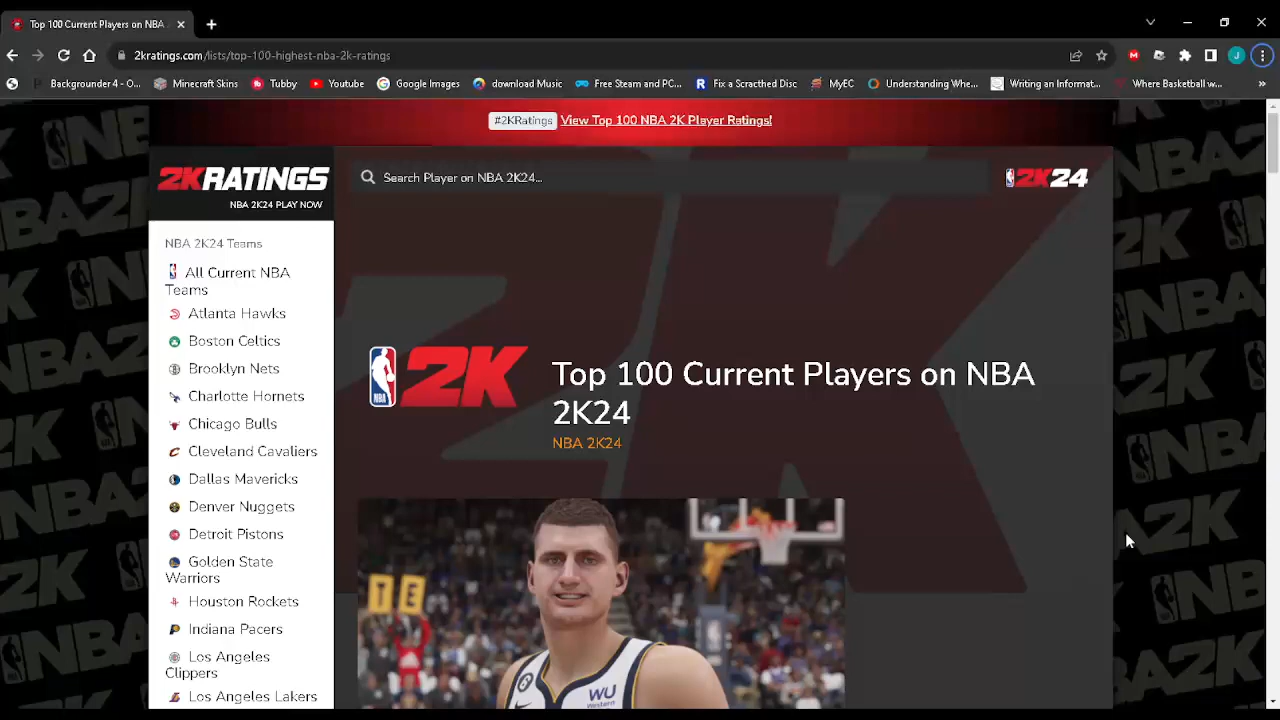 Top 100 Current Players on NBA
2kratings.com/lists/top-100-highest-nba-2k-ratings
J
Backgrounder 4 - O...
Minecraft Skins
Tubby
Youtube
Google Images
download Music
Free Steam and PC...
Fix a Scracthed Disc
MyEC
Understanding Whe...
Writing an Informat...
Where Basketball w...
#2KRatings View Top 100 NBA 2K Player Ratings!
2KRATINGS
NBA 2K24 PLAY NOW
Search Player on NBA 2K24...
2K24
NBA 2K24 Teams
All Current NBA
Teams
Atlanta Hawks
Boston Celtics
Brooklyn Nets
Charlotte Hornets
Chicago Bulls
Cleveland Cavaliers
Dallas Mavericks
Denver Nuggets
Detroit Pistons
Golden State
Warriors
Houston Rockets
Indiana Pacers
Los Angeles
Clippers
Los Angeles Lakers
NBA
2K
Top 100 Current Players on NBA
2K24
NBA 2K24
WU
Western